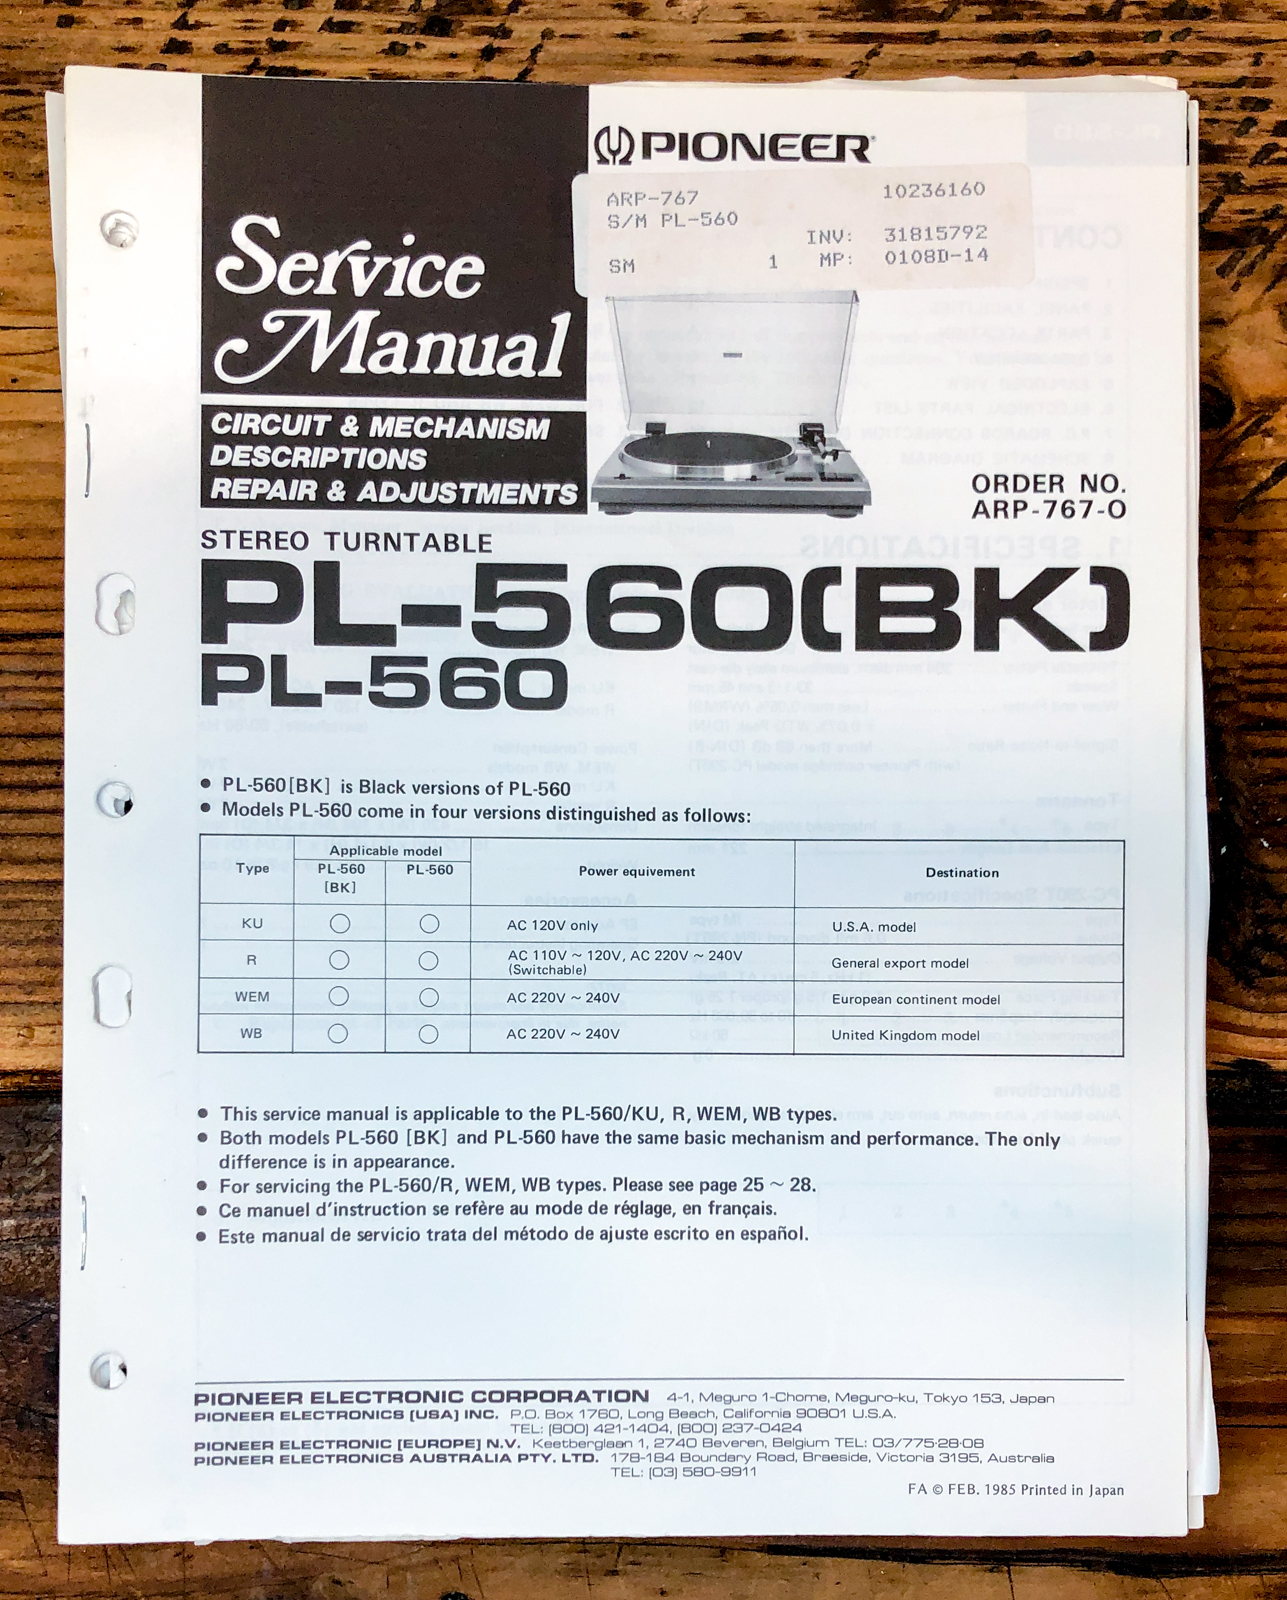 PIONEER
ARP-767 10236160
S/M PL-560
INV: 31815792
SM 1 MP: 0108D-14
Service
Manual
CIRCUIT & MECHANISM
DESCRIPTIONS
REPAIR & ADJUSTMENTS
ORDER NO.
ARP-767-O
STEREO TURNTABLE
PL-560(BK)
PL-560
● PL-560[BK] is Black versions of PL-560
● Models PL-560 come in four versions distinguished as follows:
Type Applicable model Power equivement Destination
PL-560 [BK] PL-560
KU ○ ○ AC 120V only U.S.A. model
R ○ ○ AC 110V ~ 120V, AC 220V ~ 240V (Switchable) General export model
WEM ○ ○ AC 220V ~ 240V European continent model
WB ○ ○ AC 220V ~ 240V United Kingdom model
● This service manual is applicable to the PL-560/KU, R, WEM, WB types.
● Both models PL-560 [BK] and PL-560 have the same basic mechanism and performance. The only
difference is in appearance.
● For servicing the PL-560/R, WEM, WB types. Please see page 25 ~ 28.
● Ce manuel d'instruction se refère au mode de réglage, en français.
● Este manual de servicio trata del método de ajuste escrito en español.
PIONEER ELECTRONIC CORPORATION 4-1, Meguro 1-Chome, Meguro-ku, Tokyo 153, Japan
PIONEER ELECTRONICS [USA] INC. P.O. Box 1760, Long Beach, California 90801 U.S.A.
TEL: (800) 421-1404, (800) 237-0424
PIONEER ELECTRONIC [EUROPE] N.V. Keetberglaan 1, 2740 Beveren, Belgium TEL: 03/775·28·08
PIONEER ELECTRONICS AUSTRALIA PTY. LTD. 178-184 Boundary Road, Braeside, Victoria 3195, Australia
TEL: (03) 580-9911
FA © FEB. 1985 Printed in Japan